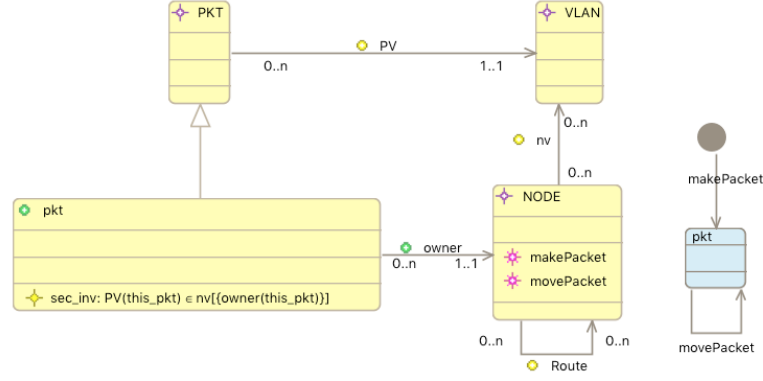 PKT
VLAN
PV
0..n
1..1
nv
0..n
0..n
NODE
makePacket
movePacket
pkt
owner
0..n
1..1
sec_inv: PV(this_pkt) ∈ nv[{owner(this_pkt)}]
0..n
0..n
Route
makePacket
pkt
movePacket